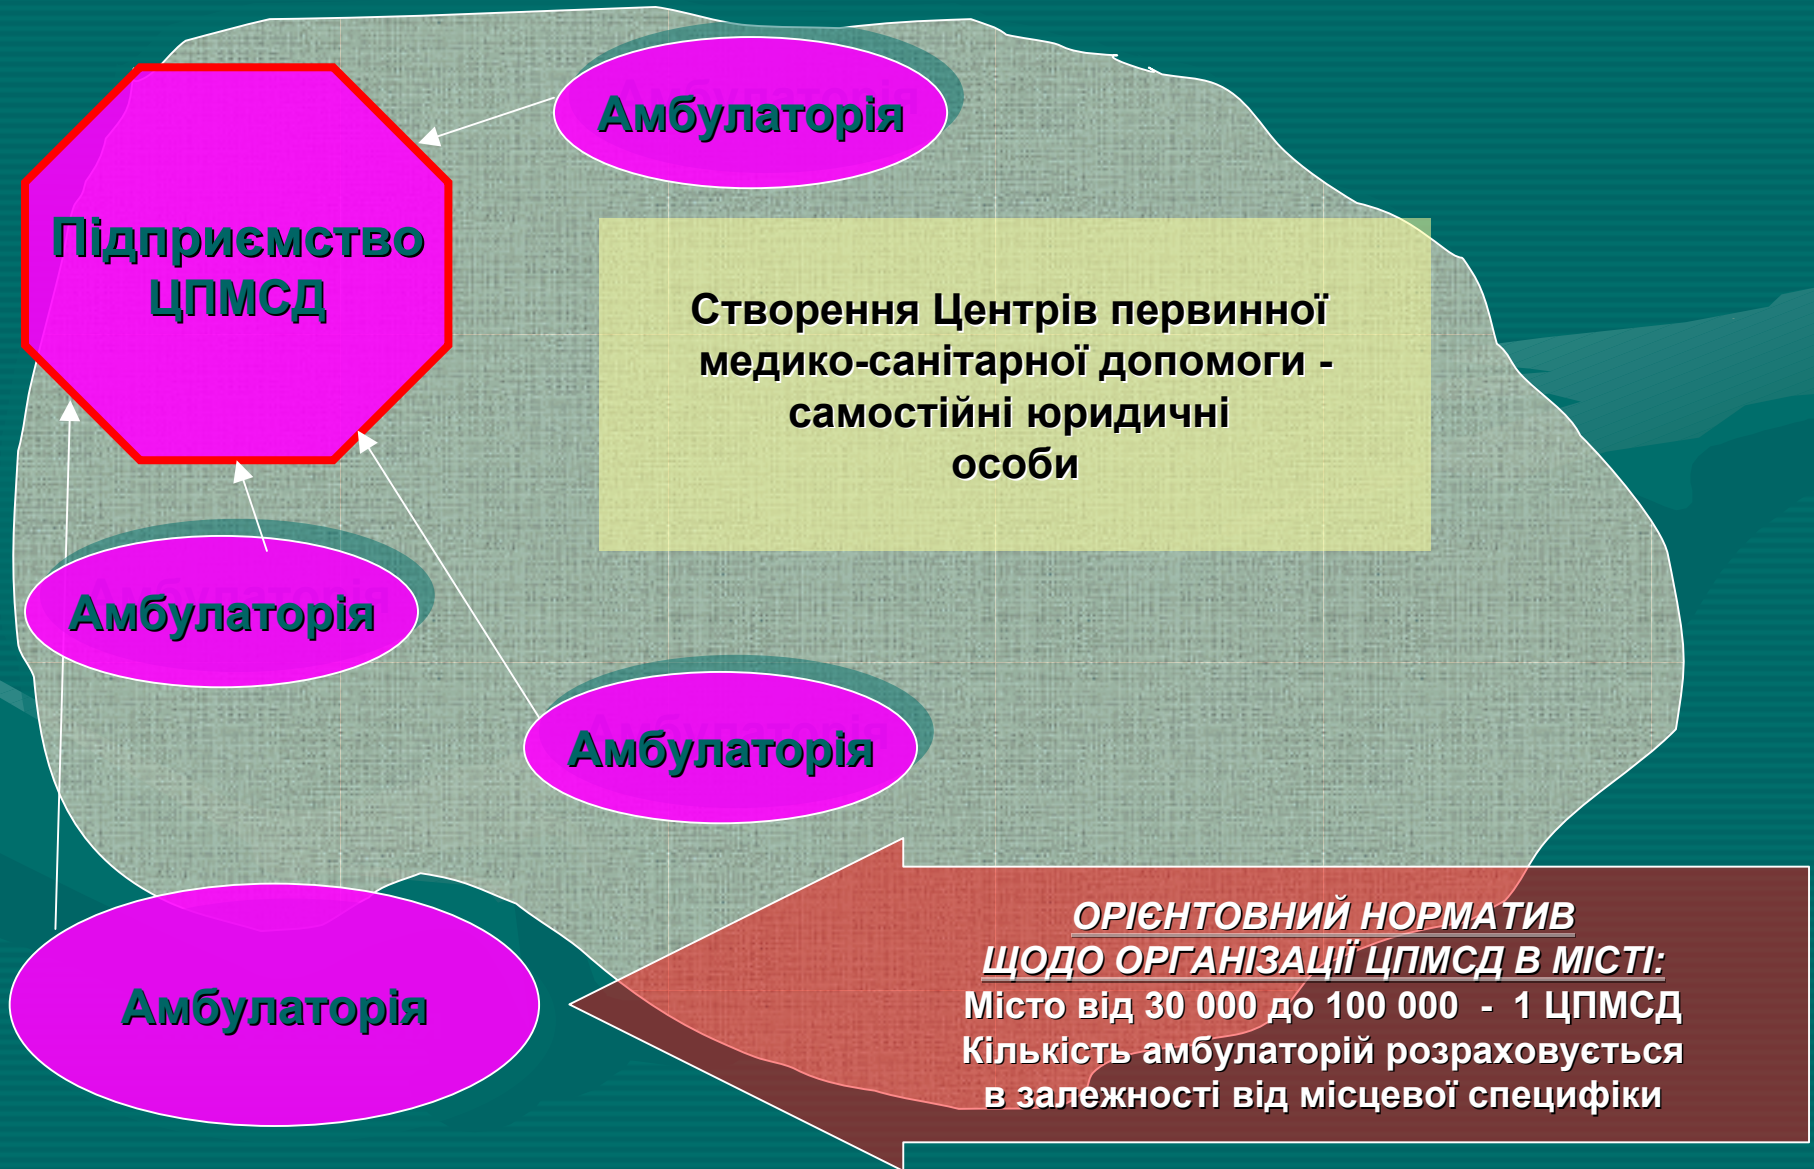 Амбулаторія
Підприємство
ЦПМСД
Створення Центрів первинної
медико-санітарної допомоги -
самостійні юридичні
особи
Амбулаторія
Амбулаторія
Амбулаторія
ОРІЄНТОВНИЙ НОРМАТИВ
ЩОДО ОРГАНІЗАЦІЇ ЦПМСД В МІСТІ:
Місто від 30 000 до 100 000 - 1 ЦПМСД
Кількість амбулаторій розраховується
в залежності від місцевої специфіки